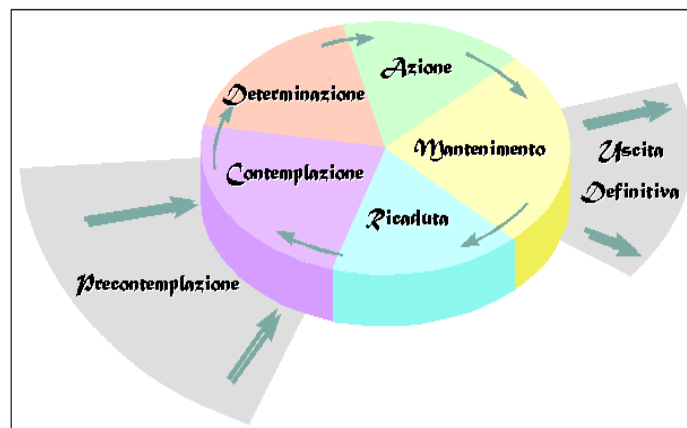 Azione
Determinazione
Mantenimento
Uscita
Definitiva
Contemplazione
Ricaduta
Precontemplazione